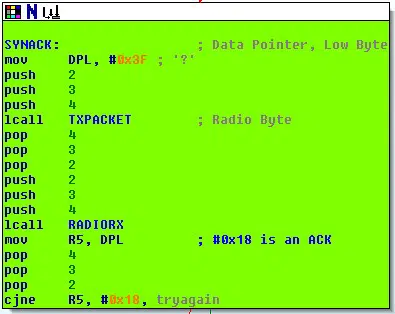 SYNACK: ; Data Pointer, Low Byte
mov DPL, #0x3F ; '?'
push 2
push 3
push 4
lcall TXPACKET ; Radio Byte
pop 4
pop 3
pop 2
push 2
push 3
push 4
lcall RADIORX
mov R5, DPL ; #0x18 is an ACK
pop 4
pop 3
pop 2
cjne R5, #0x18, tryagain